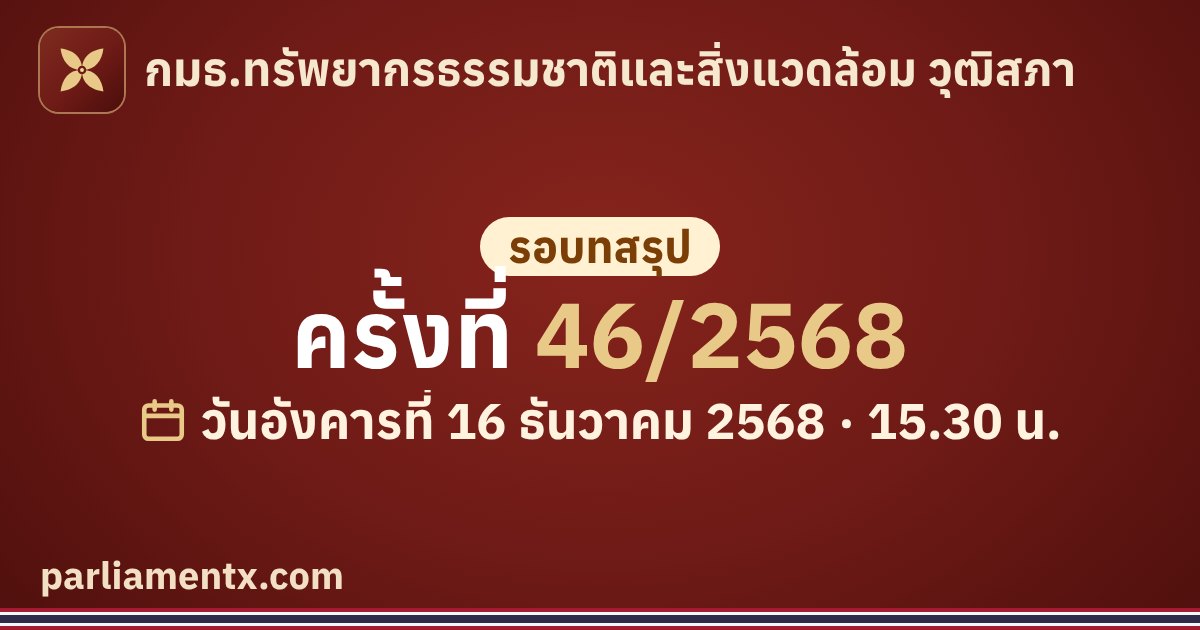 กมธ.ทรัพยากรธรรมชาติและสิ่งแวดล้อม วุฒิสภา
รอบทสรุป
ครั้งที่ 46/2568
วันอังคารที่ 16 ธันวาคม 2568 · 15.30 น.
parliamentx.com